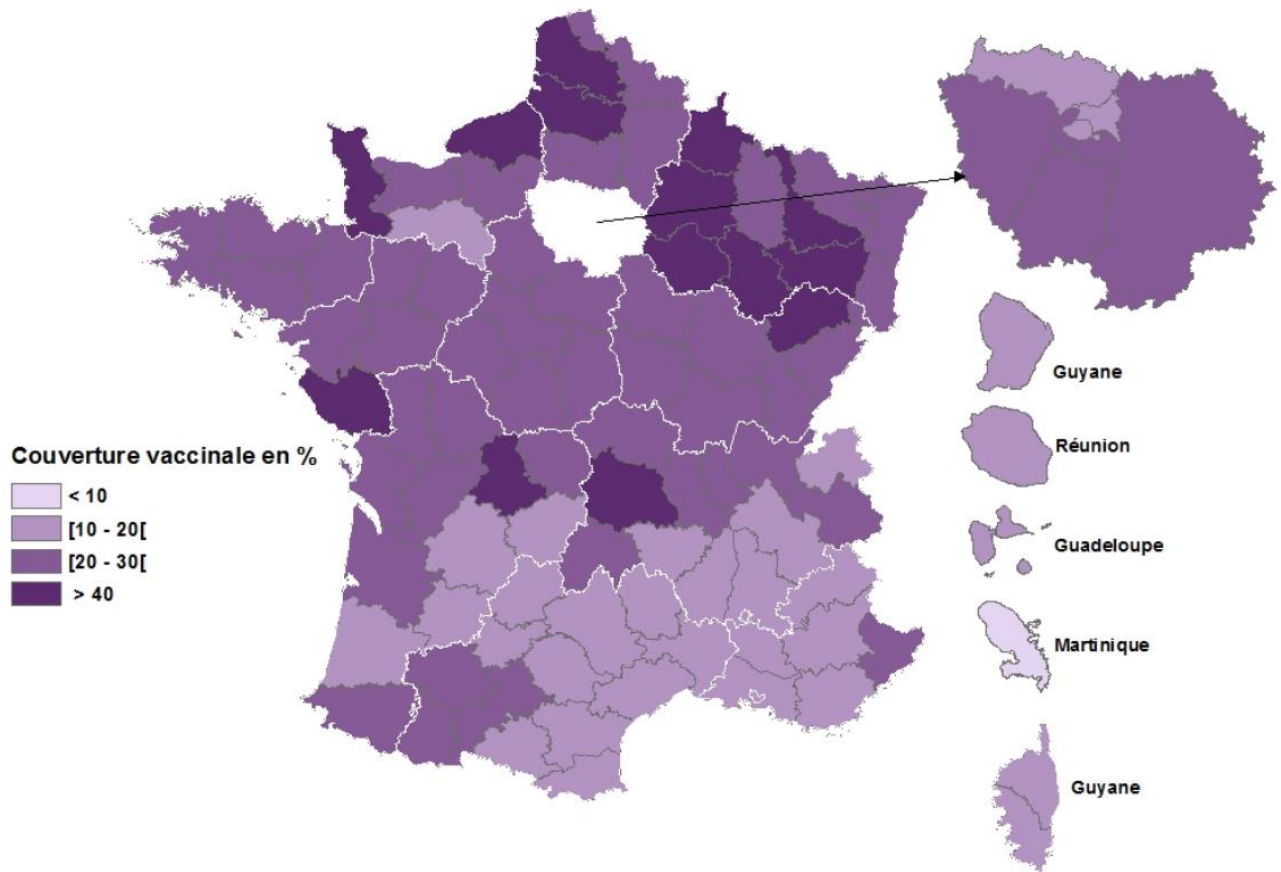 Couverture vaccinale en %
< 10
[10 - 20[
[20 - 30[
> 40
Guyane
Réunion
Guadeloupe
Martinique
Guyane